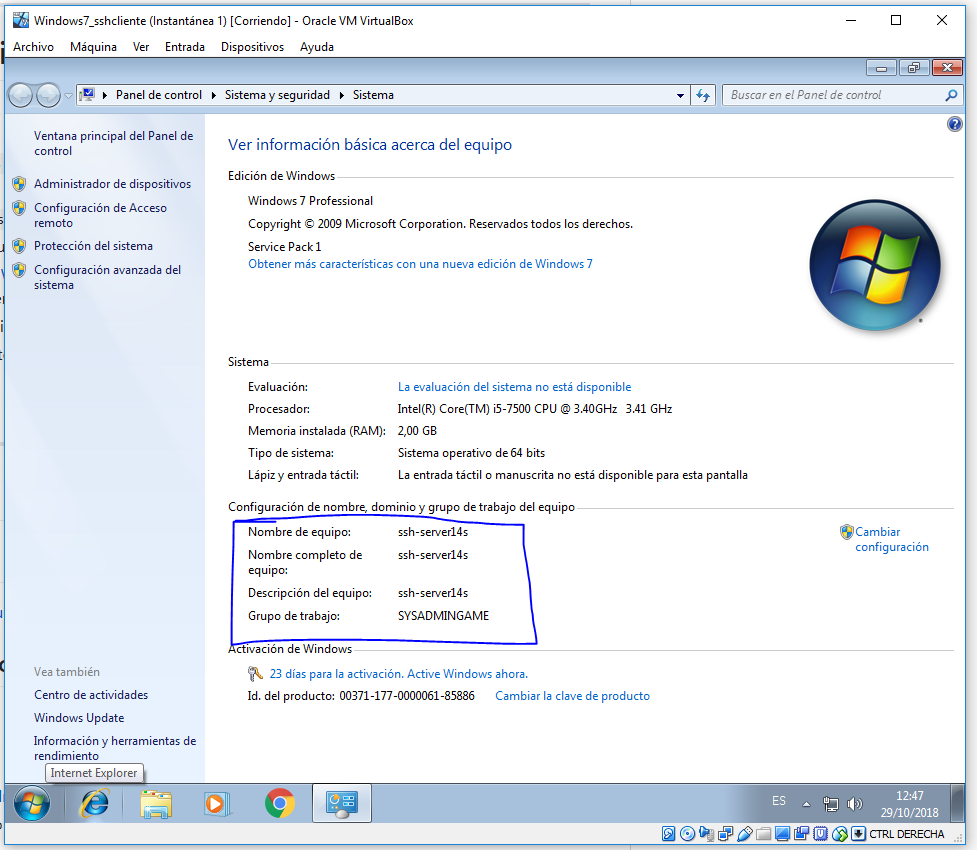 Windows7_sshcliente (Instantánea 1) [Corriendo] - Oracle VM VirtualBox
Archivo Máquina Ver Entrada Dispositivos Ayuda
Panel de control Sistema y seguridad Sistema
Buscar en el Panel de control
Ventana principal del Panel de
control
Administrador de dispositivos
Configuración de Acceso
remoto
Protección del sistema
Configuración avanzada del
sistema
Ver información básica acerca del equipo
Edición de Windows
Windows 7 Professional
Copyright © 2009 Microsoft Corporation. Reservados todos los derechos.
Service Pack 1
Obtener más características con una nueva edición de Windows 7
Sistema
Evaluación: La evaluación del sistema no está disponible
Procesador: Intel(R) Core(TM) i5-7500 CPU @ 3.40GHz 3.41 GHz
Memoria instalada (RAM): 2,00 GB
Tipo de sistema: Sistema operativo de 64 bits
Lápiz y entrada táctil: La entrada táctil o manuscrita no está disponible para esta pantalla
Configuración de nombre, dominio y grupo de trabajo del equipo
Nombre de equipo: ssh-server14s
Nombre completo de
equipo: ssh-server14s
Descripción del equipo: ssh-server14s
Grupo de trabajo: SYSADMINGAME
Cambiar
configuración
Activación de Windows
23 días para la activación. Active Windows ahora.
Id. del producto: 00371-177-0000061-85886 Cambiar la clave de producto
Vea también
Centro de actividades
Windows Update
Información y herramientas de
rendimiento
Internet Explorer
ES
12:47
29/10/2018
CTRL DERECHA